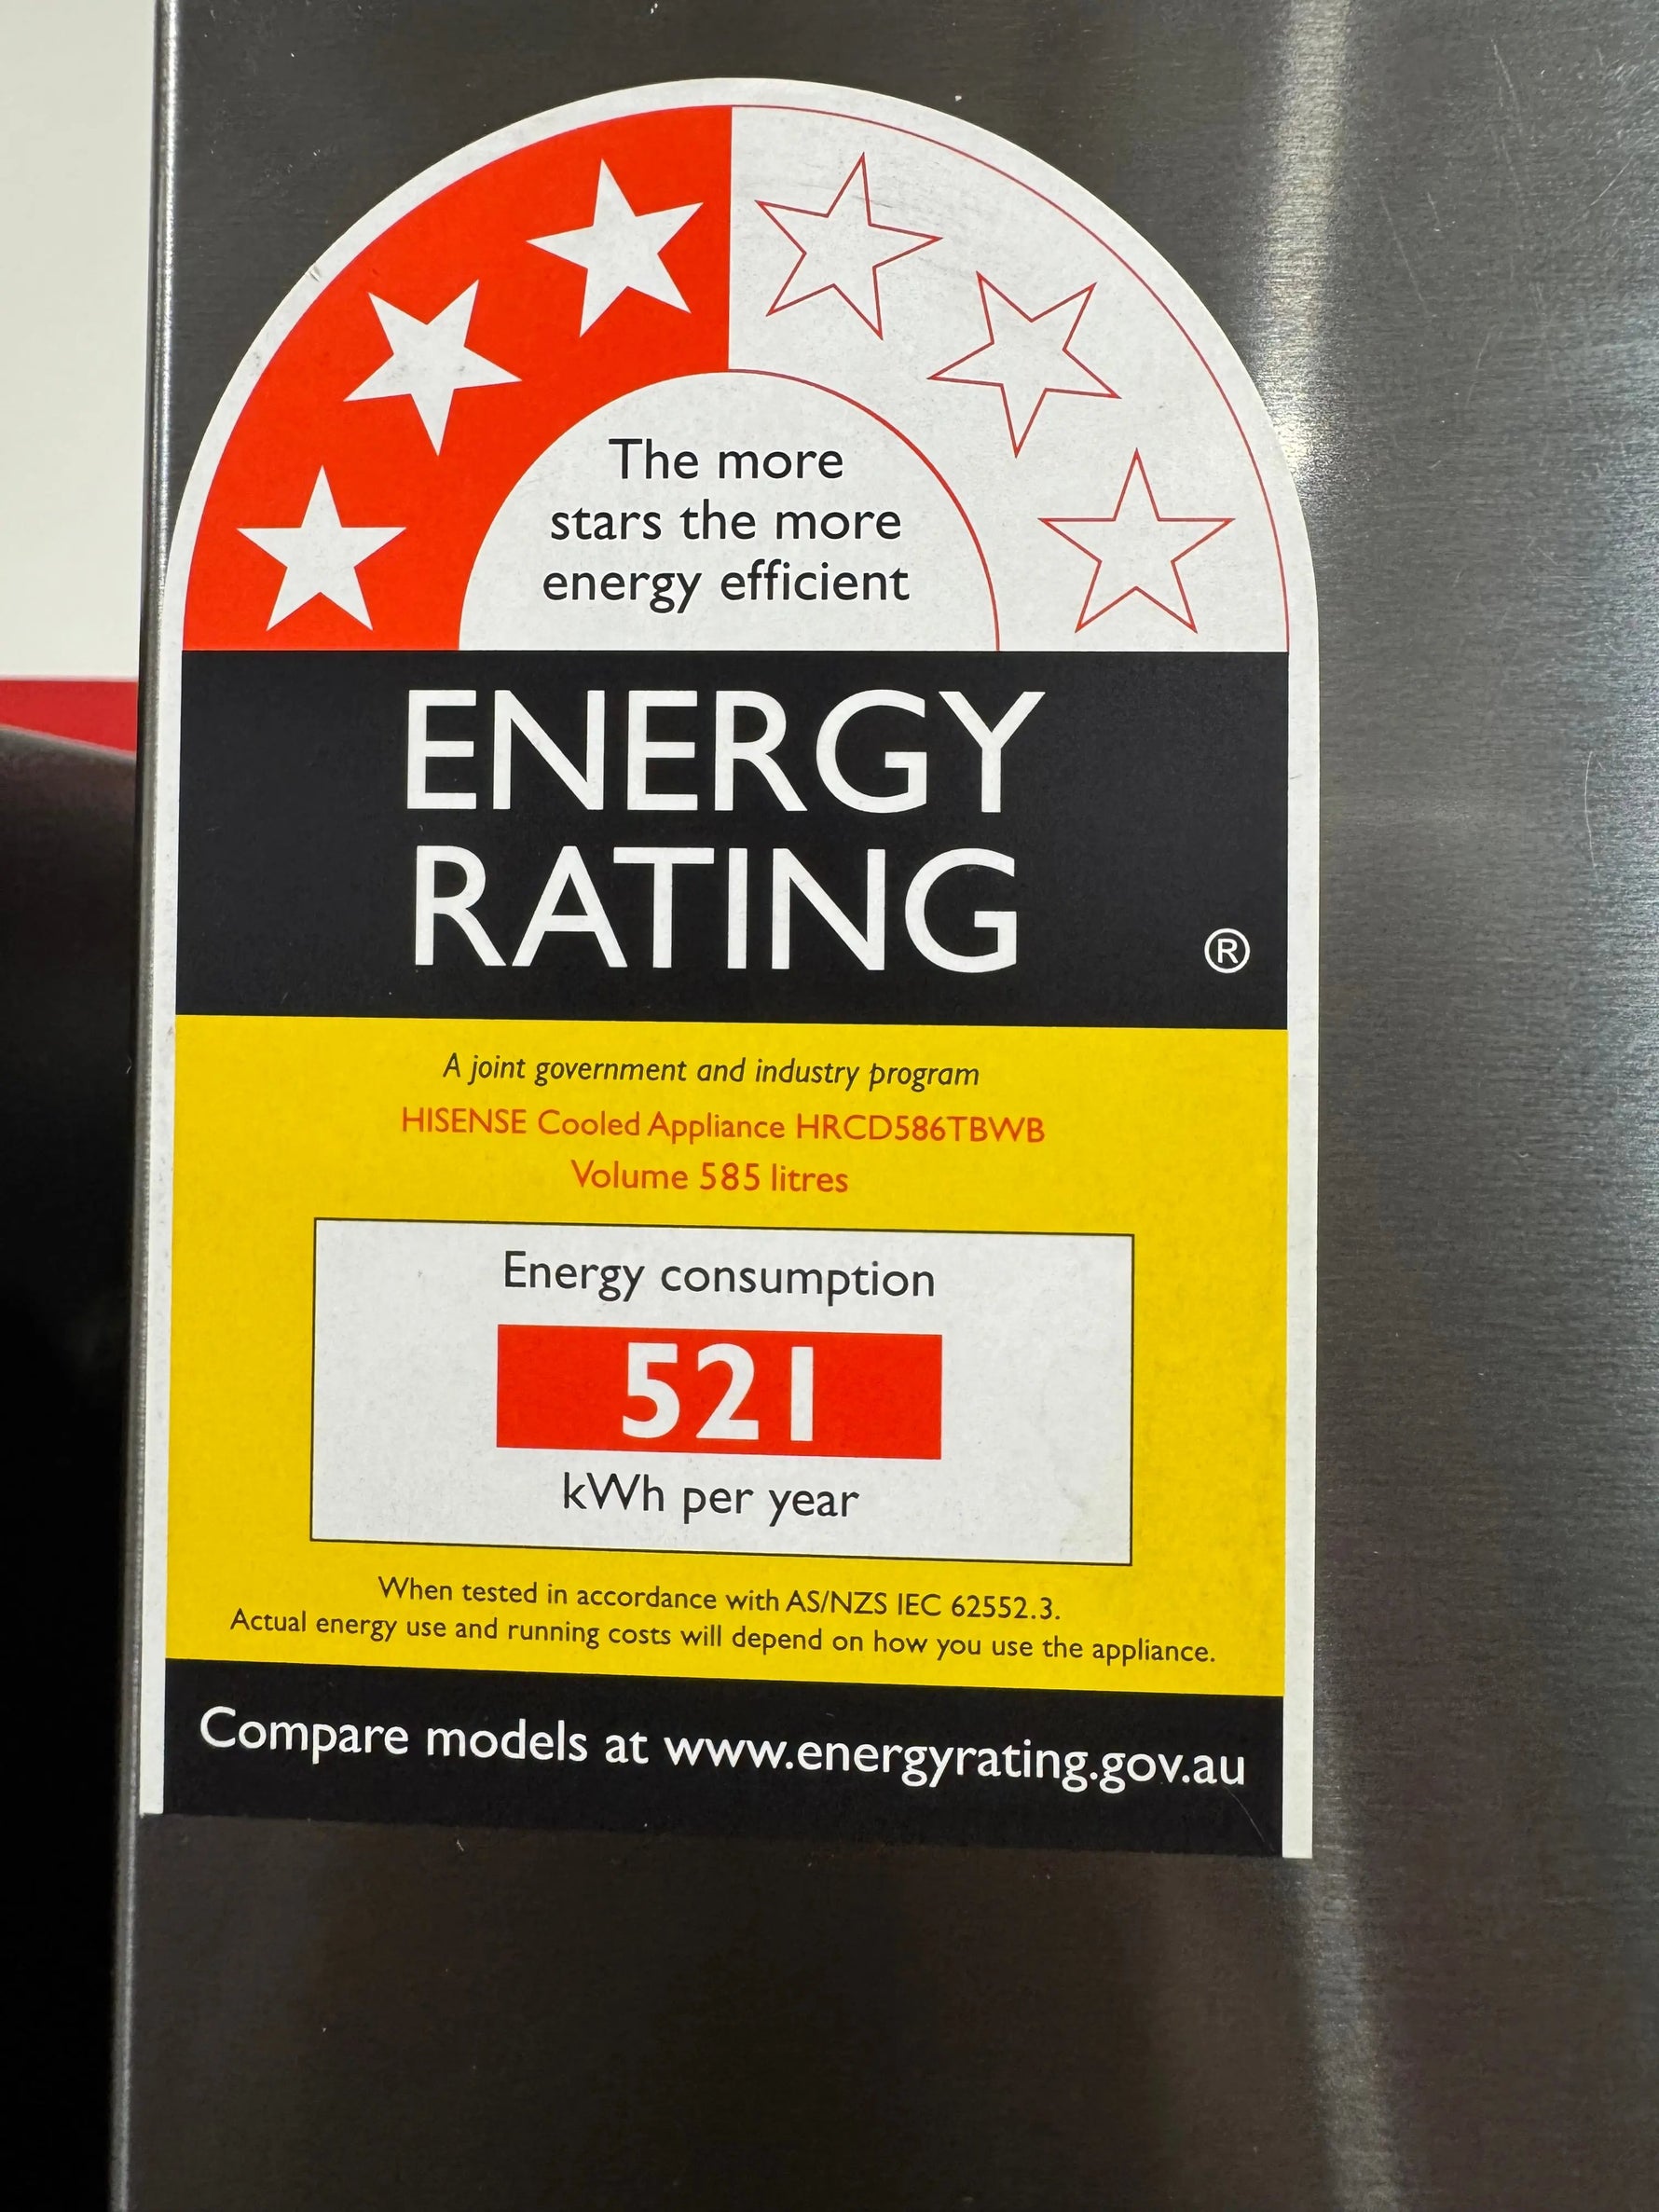 The more
stars the more
energy efficient
ENERGY
RATING
®
A joint government and industry program
HISENSE Cooled Appliance HRCD586TBWB
Volume 585 litres
Energy consumption
521
kWh per year
When tested in accordance with AS/NZS IEC 62552.3.
Actual energy use and running costs will depend on how you use the appliance.
Compare models at www.energyrating.gov.au